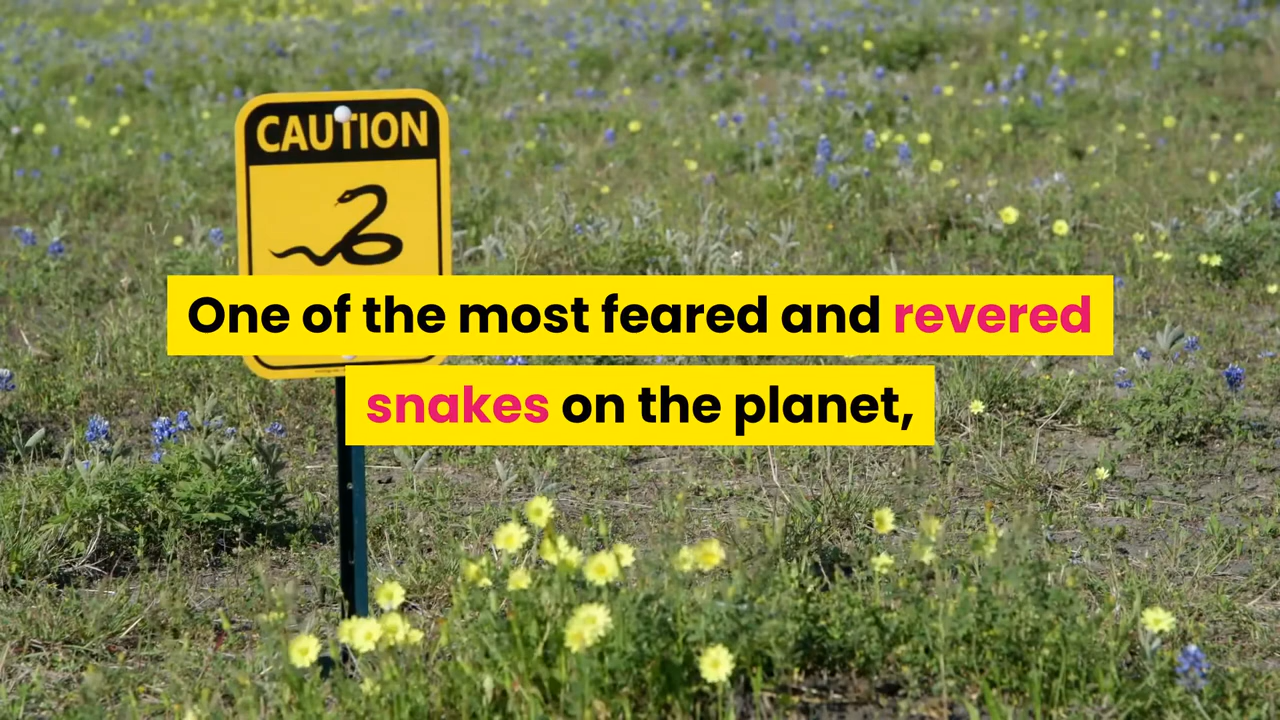 CAUTION
One of the most feared and revered
snakes on the planet,